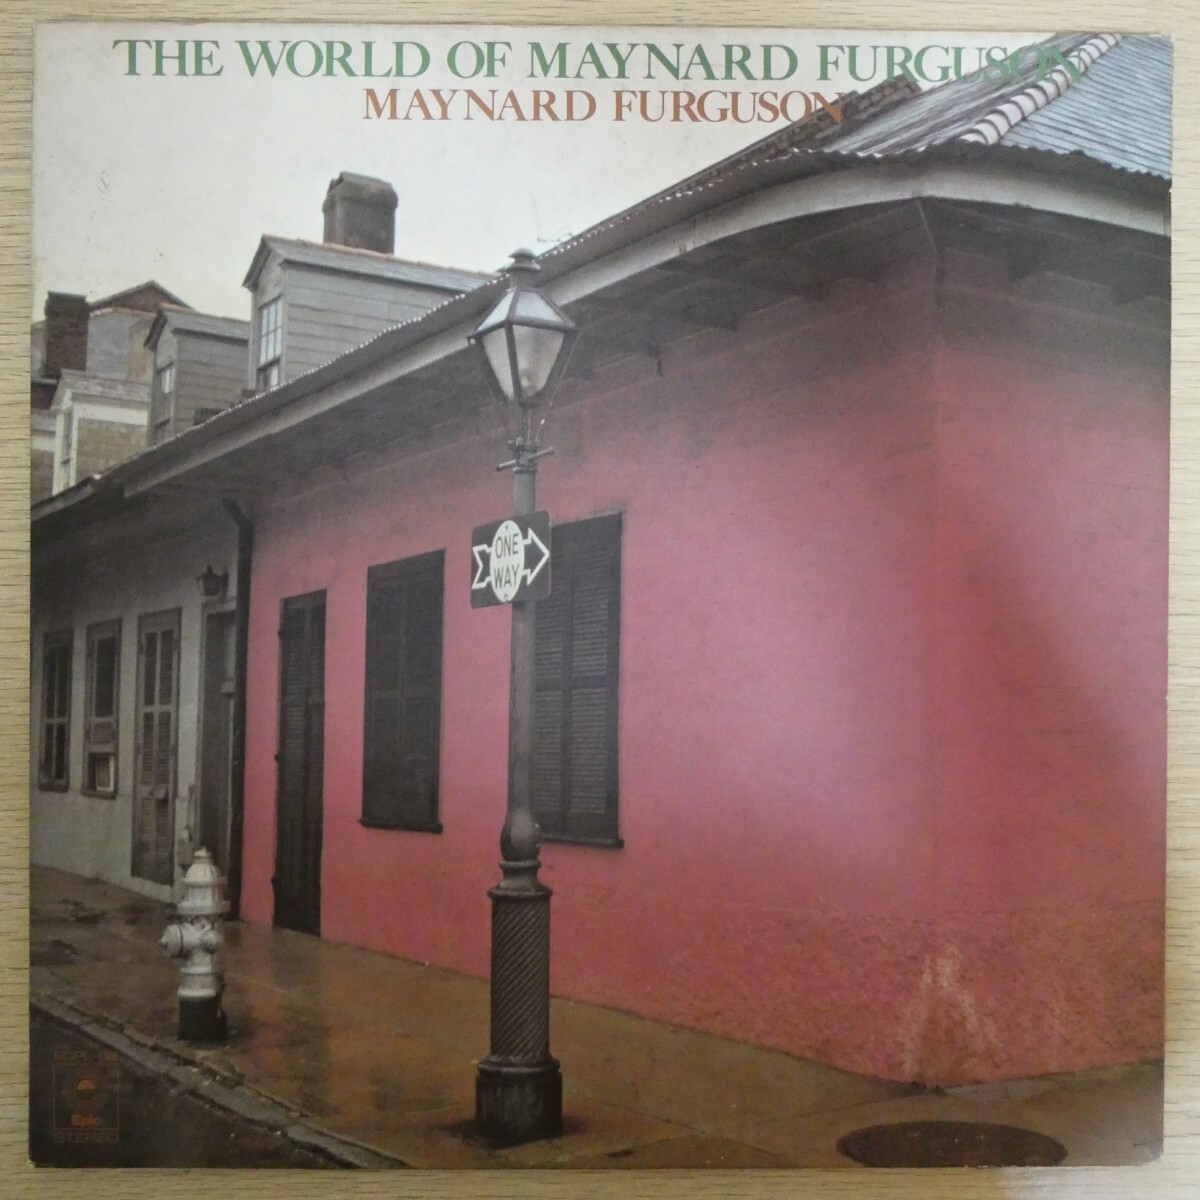 THE WORLD OF MAYNARD FURGUSON
MAYNARD FURGUSON
ONE
WAY
Epic
STEREO